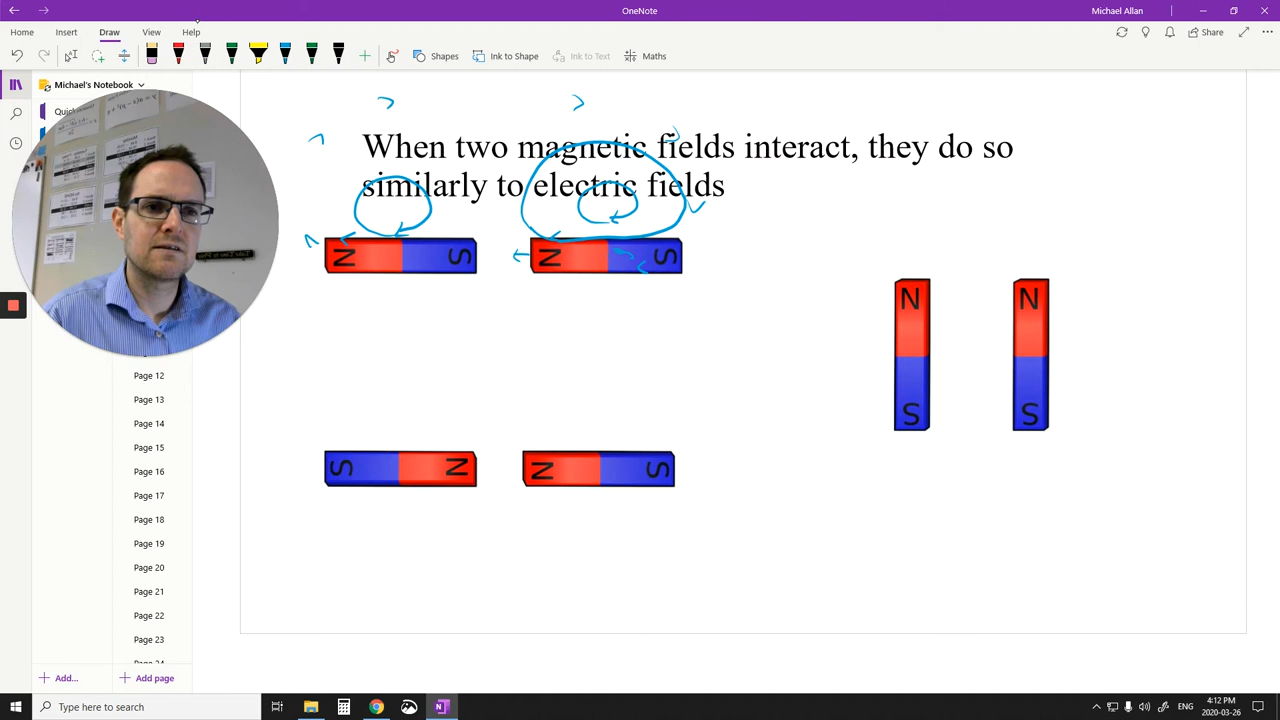 OneNote
Michael Allan
Home Insert Draw View Help
Share
Shapes Ink to Shape Ink to Text Maths
Michael's Notebook
When two magnetic fields interact, they do so
similarly to electric fields
N S N S
N N
S S
S N N S
Page 12
Page 13
Page 14
Page 15
Page 16
Page 17
Page 18
Page 19
Page 20
Page 21
Page 22
Page 23
Add... Add page
Type here to search
ENG
4:12 PM
2020-03-26